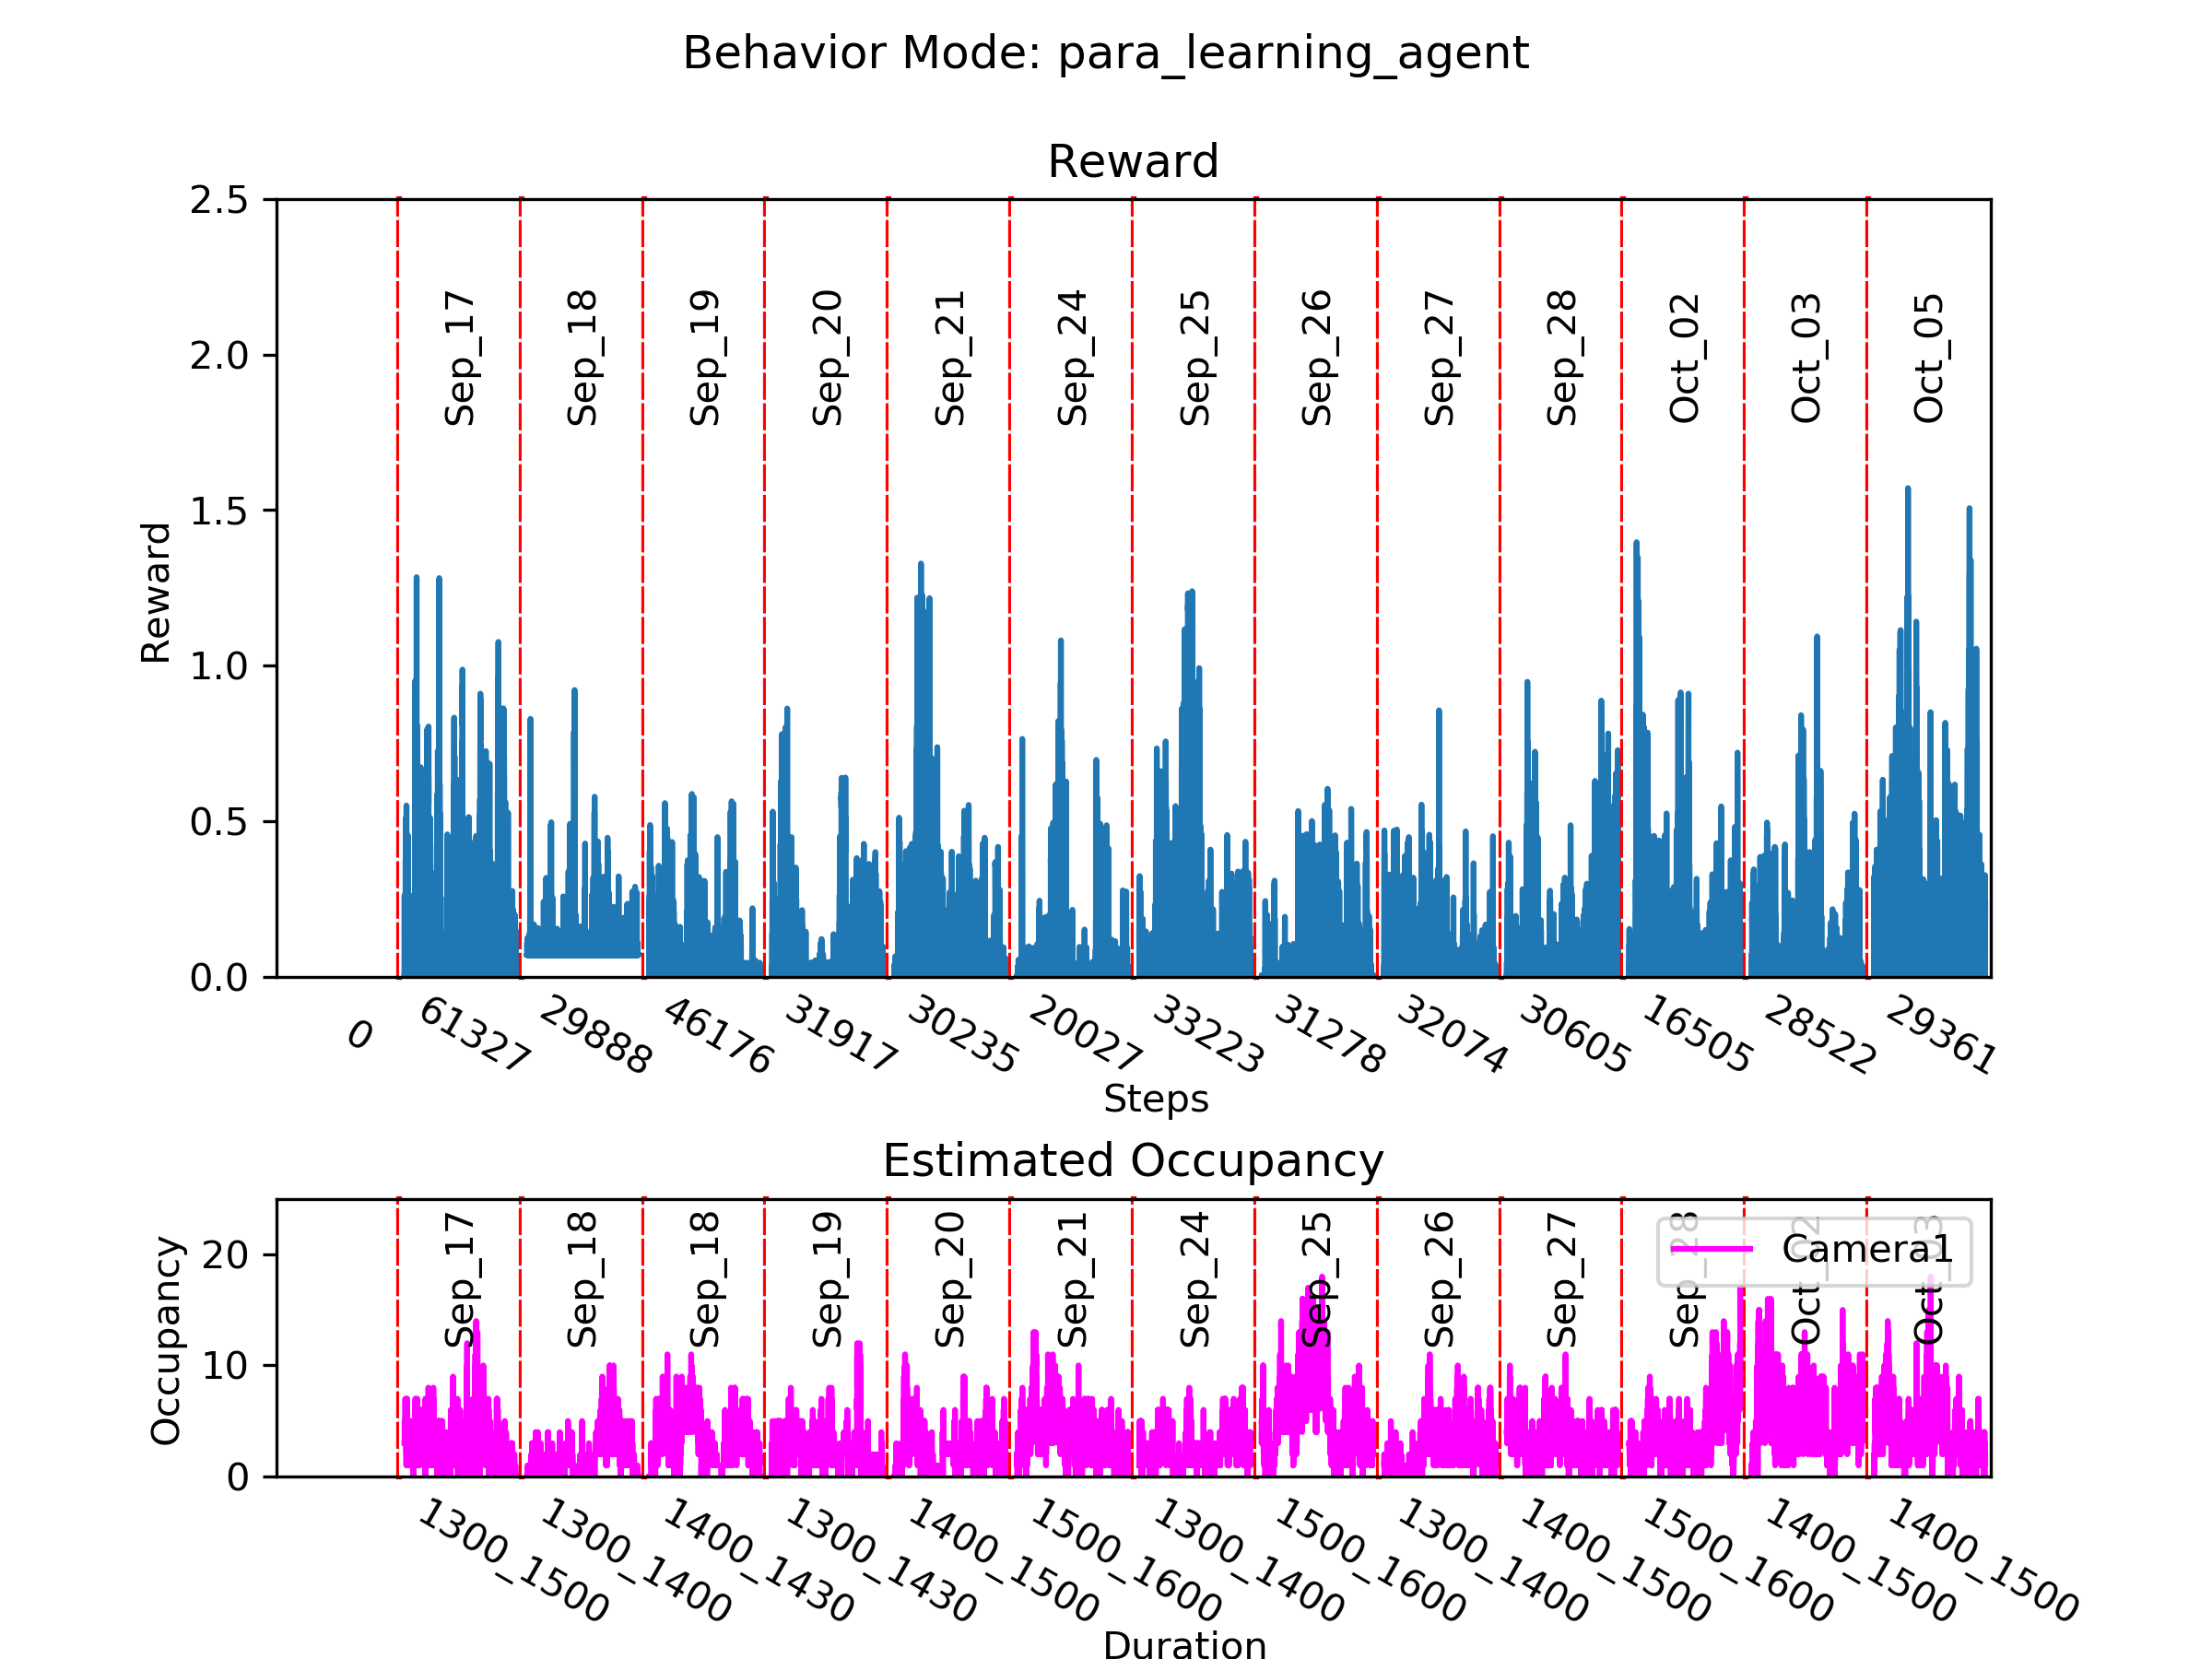 Behavior Mode: para_learning_agent
Reward
2.5
2.0
1.5
1.0
0.5
0.0
Reward
Sep_17
Sep_18
Sep_19
Sep_20
Sep_21
Sep_24
Sep_25
Sep_26
Sep_27
Sep_28
Oct_02
Oct_03
Oct_05
0
61327
29888
46176
31917
30235
20027
33223
31278
32074
30605
16505
28522
29361
Steps
Estimated Occupancy
20
10
0
Occupancy
Sep_17
Sep_18
Sep_18
Sep_19
Sep_20
Sep_21
Sep_24
Sep_25
Sep_26
Sep_27
Sep_28
Oct_02
Oct_03
Camera1
1300_1500
1300_1400
1400_1430
1300_1430
1400_1500
1500_1600
1300_1400
1500_1600
1300_1400
1400_1500
1500_1600
1400_1500
1400_1500
Duration